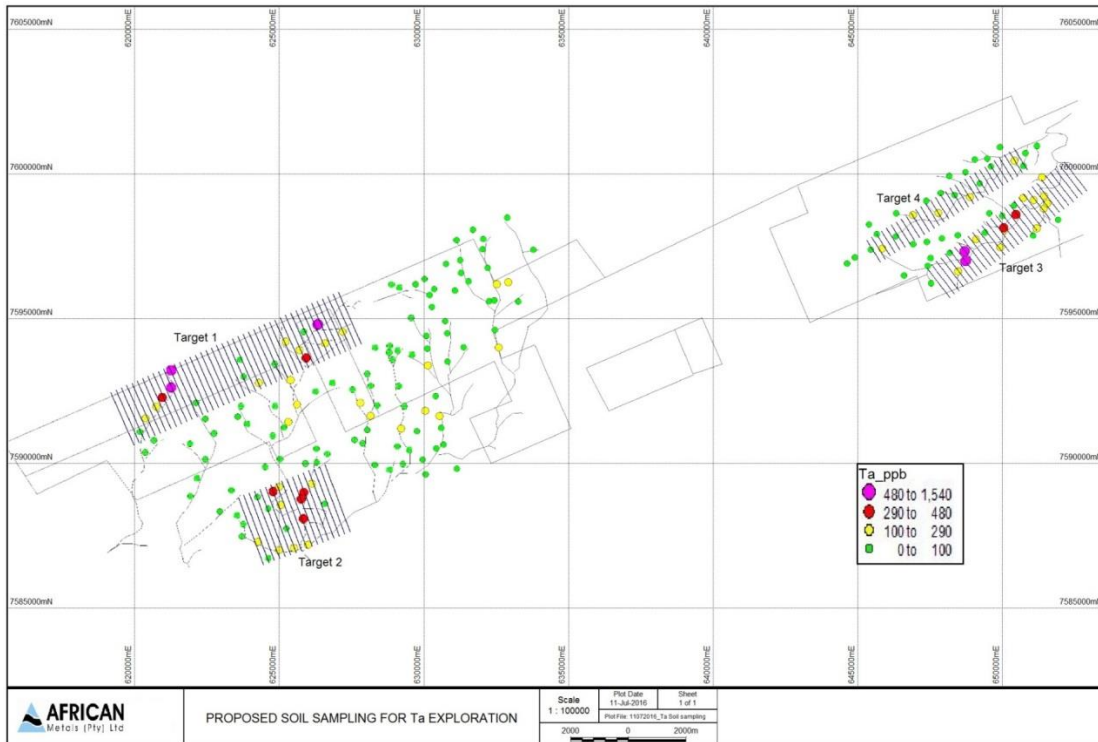 620000mE
625000mE
630000mE
635000mE
640000mE
645000mE
650000mE
7605000mN
7605000mN
7600000mN
7600000mN
7595000mN
7595000mN
7590000mN
7590000mN
7585000mN
7585000mN
Target 4
Target 3
Target 1
Target 2
Ta_ppb
480 to 1,540
290 to 480
100 to 290
0 to 100
620000mE
625000mE
630000mE
635000mE
640000mE
645000mE
650000mE
AFRICAN
Metals (Pty) Ltd
PROPOSED SOIL SAMPLING FOR Ta EXPLORATION
Scale
1 : 100000
Plot Date
11-Jul-2016
Sheet
1 of 1
Plot File: 11072016_Ta Soil sampling
2000 0 2000m